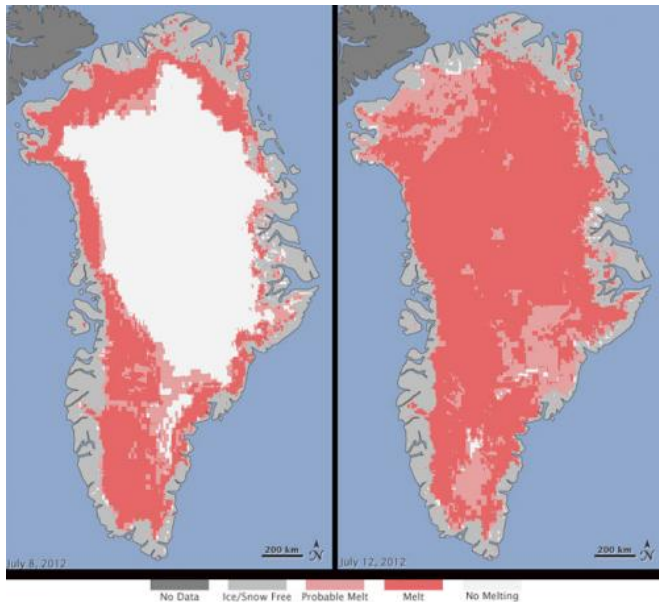 200 km
N
200 km
N
July 8, 2012
July 12, 2012
No Data
Ice/Snow Free
Probable Melt
Melt
No Melting